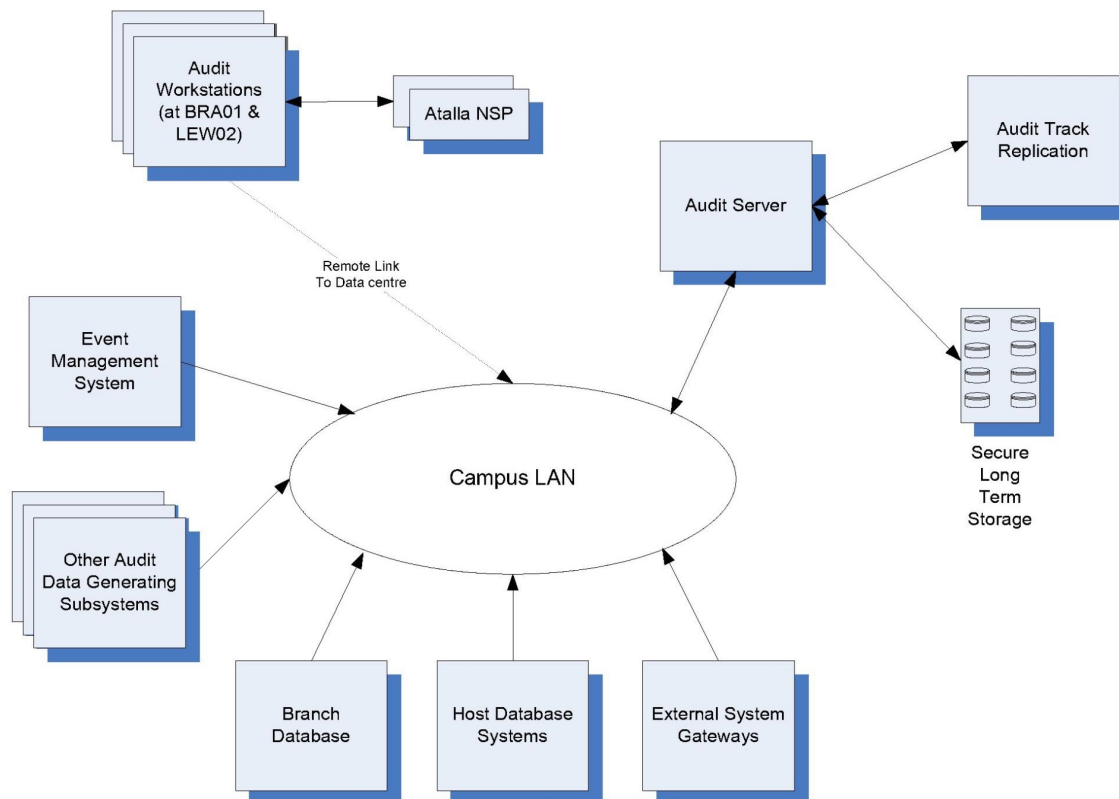 Audit
Workstations
(at BRA01 &
LEW02)
Atalla NSP
Audit Server
Audit Track
Replication
Remote Link
To Data centre
Event
Management
System
Campus LAN
Secure
Long
Term
Storage
Other Audit
Data Generating
Subsystems
Branch
Database
Host Database
Systems
External System
Gateways